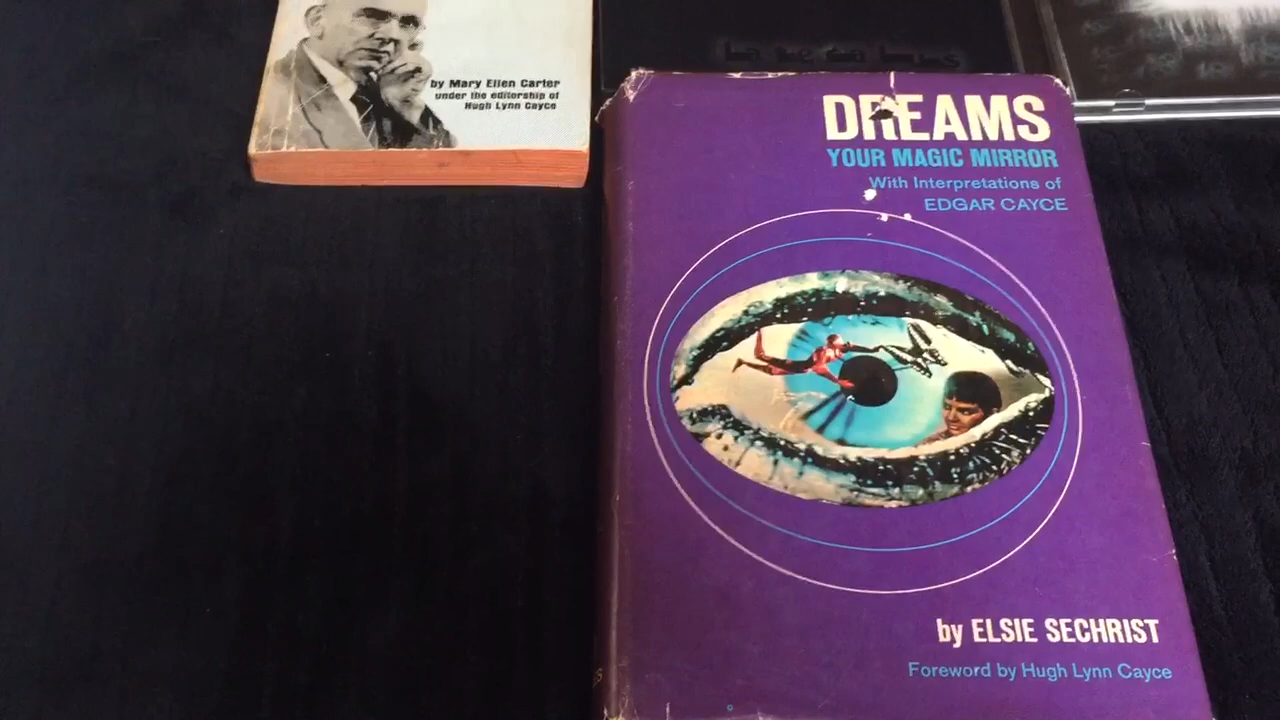 by Mary Ellen Carter
under the editorship of
Hugh Lynn Cayce
DREAMS
YOUR MAGIC MIRROR
With Interpretations of
EDGAR CAYCE
by ELSIE SECHRIST
Foreword by Hugh Lynn Cayce